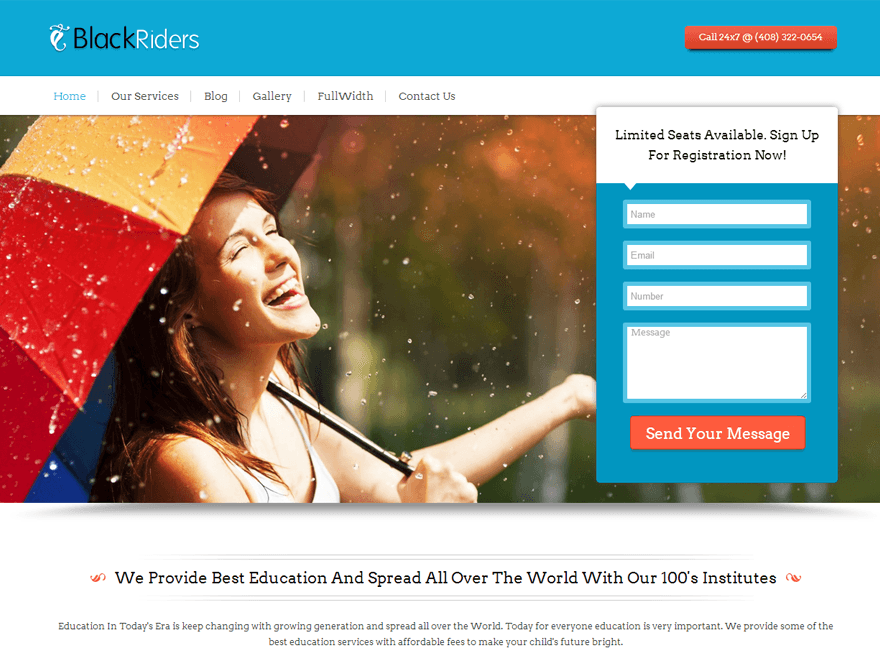 BlackRiders
Call 24x7 @ (408) 322-0654
Home
Our Services
Blog
Gallery
FullWidth
Contact Us
Limited Seats Available. Sign Up
For Registration Now!
Name
Email
Number
Message
Send Your Message
We Provide Best Education And Spread All Over The World With Our 100's Institutes
Education In Today's Era is keep changing with growing generation and spread all over the World. Today for everyone education is very important. We provide some of the
best education services with affordable fees to make your child's future bright.